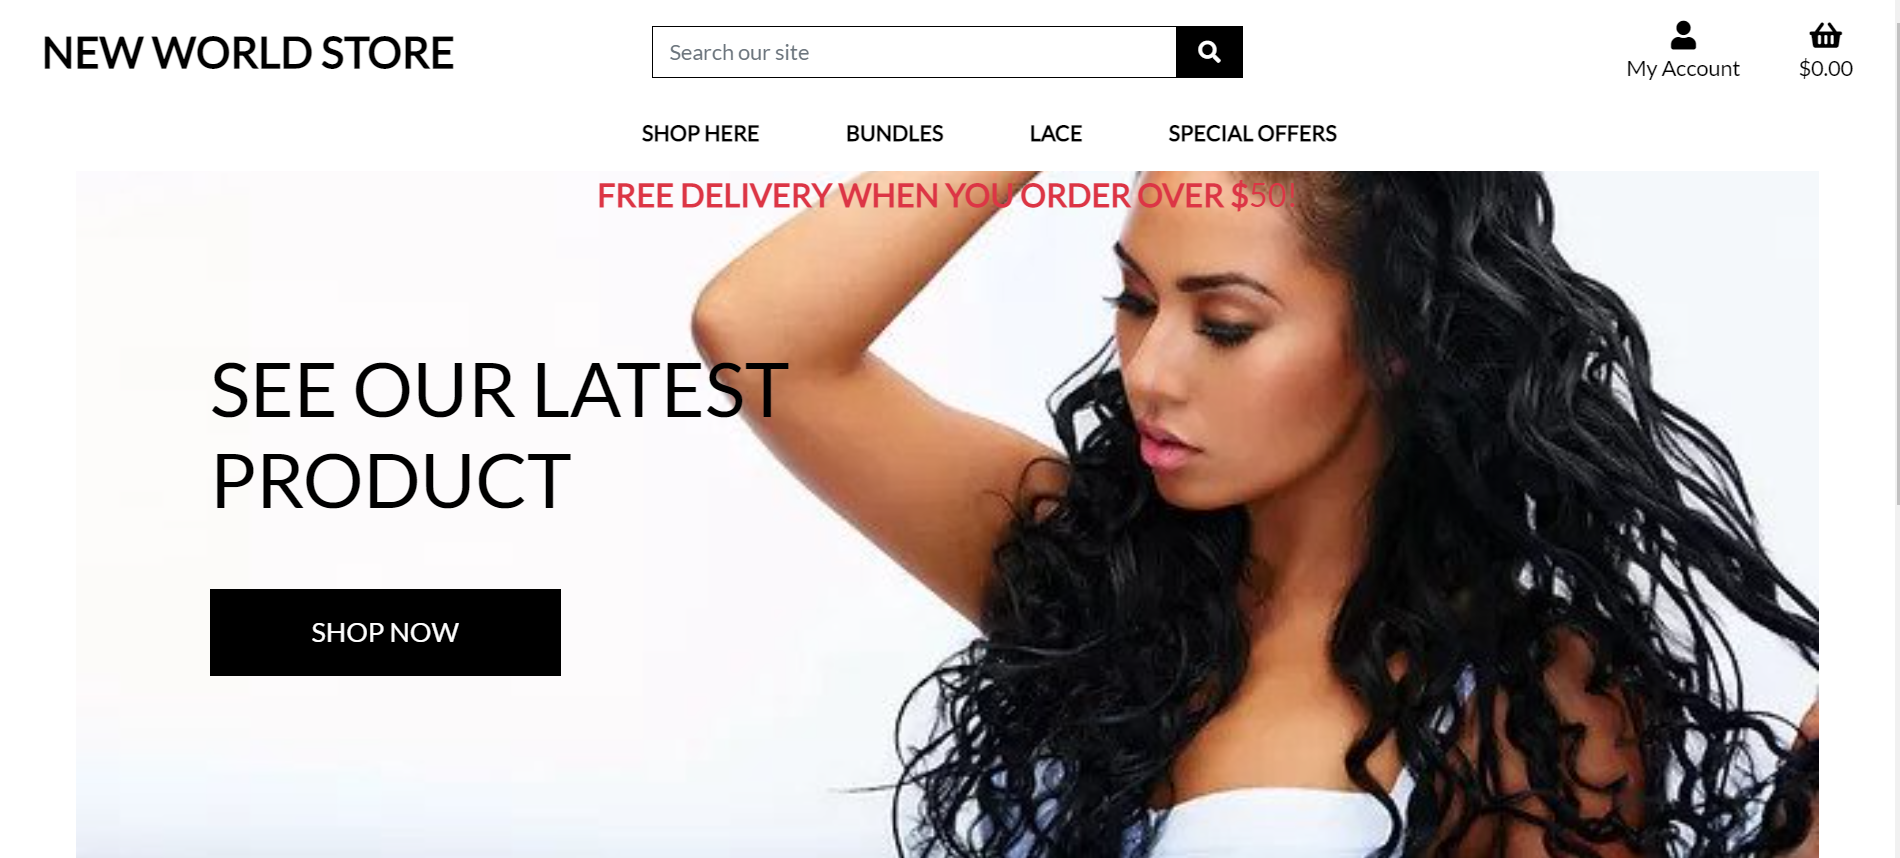 NEW WORLD STORE
Search our site
My Account
$0.00
SHOP HERE
BUNDLES
LACE
SPECIAL OFFERS
FREE DELIVERY WHEN YOU ORDER OVER $50!
SEE OUR LATEST
PRODUCT
SHOP NOW